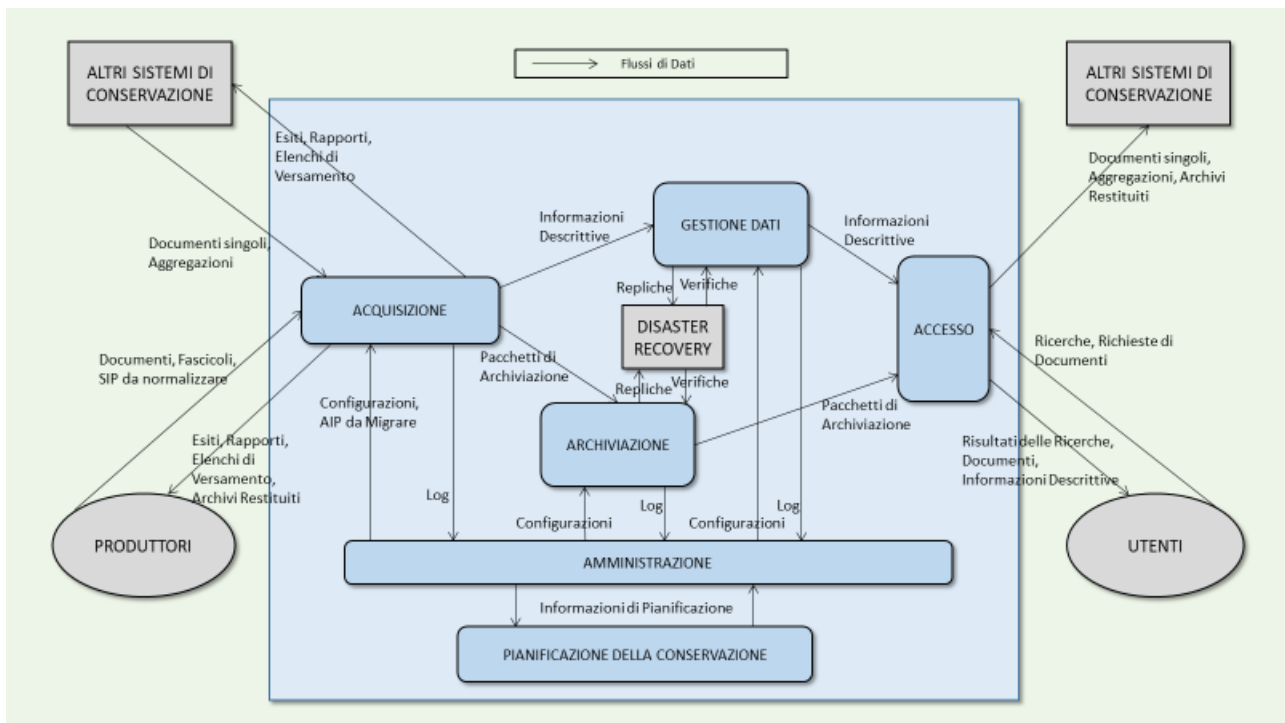 ALTRI SISTEMI DI
CONSERVAZIONE
Flussi di Dati
ALTRI SISTEMI DI
CONSERVAZIONE
Esiti, Rapporti,
Elenchi di
Versamento
Documenti singoli,
Aggregazioni, Archivi
Restituiti
Informazioni
Descrittive
GESTIONE DATI
Informazioni
Descrittive
Documenti singoli,
Aggregazioni
Repliche
Verifiche
ACQUISIZIONE
DISASTER
RECOVERY
ACCESSO
Ricerche, Richieste di
Documenti
Documenti, Fascicoli,
SIP da normalizzare
Pacchetti di
Archiviazione
Repliche
Verifiche
Configurazioni,
AIP da Migrare
Pacchetti di
Archiviazione
ARCHIVIAZIONE
Esiti, Rapporti,
Elenchi di
Versamento,
Archivi Restituiti
Risultati delle Ricerche,
Documenti,
Informazioni Descrittive
Log
Configurazioni
Log
Configurazioni
Log
PRODUTTORI
UTENTI
AMMINISTRAZIONE
Informazioni di Pianificazione
PIANIFICAZIONE DELLA CONSERVAZIONE